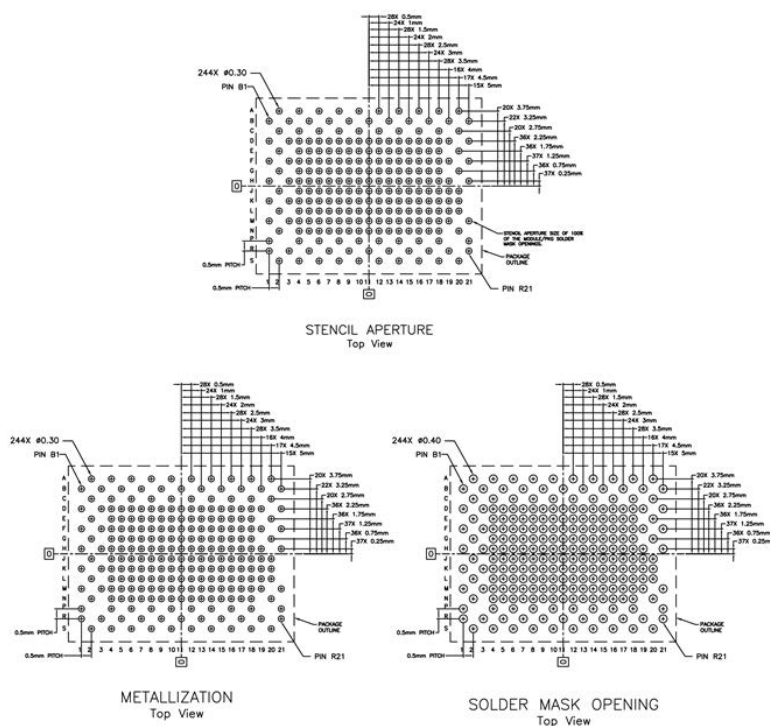 28X 0.5mm
24X 1mm
28X 1.5mm
24X 2mm
28X 2.5mm
24X 3mm
28X 3.5mm
16X 4mm
17X 4.5mm
15X 5mm
244X Ø0.30
PIN B1
20X 3.75mm
22X 3.25mm
20X 2.75mm
36X 2.25mm
36X 1.75mm
37X 1.25mm
36X 0.75mm
37X 0.25mm
A
B
C
D
E
F
G
H
J
K
L
M
N
P
R
S
STENCIL APERTURE SIZE OF 100%
OF THE MODULE/PKG SOLDER
MASK OPENINGS.
PACKAGE
OUTLINE
0.5mm PITCH
0.5mm PITCH
1 2 3 4 5 6 7 8 9 10 11 12 13 14 15 16 17 18 19 20 21
PIN R21
STENCIL APERTURE
Top View
28X 0.5mm
24X 1mm
28X 1.5mm
24X 2mm
28X 2.5mm
24X 3mm
28X 3.5mm
16X 4mm
17X 4.5mm
15X 5mm
244X Ø0.30
PIN B1
20X 3.75mm
22X 3.25mm
20X 2.75mm
36X 2.25mm
36X 1.75mm
37X 1.25mm
36X 0.75mm
37X 0.25mm
A
B
C
D
E
F
G
H
J
K
L
M
N
P
R
S
PACKAGE
OUTLINE
0.5mm PITCH
0.5mm PITCH
1 2 3 4 5 6 7 8 9 10 11 12 13 14 15 16 17 18 19 20 21
PIN R21
METALLIZATION
Top View
28X 0.5mm
24X 1mm
28X 1.5mm
24X 2mm
28X 2.5mm
24X 3mm
28X 3.5mm
16X 4mm
17X 4.5mm
15X 5mm
244X Ø0.40
PIN B1
20X 3.75mm
22X 3.25mm
20X 2.75mm
36X 2.25mm
36X 1.75mm
37X 1.25mm
36X 0.75mm
37X 0.25mm
A
B
C
D
E
F
G
H
J
K
L
M
N
P
R
S
PACKAGE
OUTLINE
0.5mm PITCH
0.5mm PITCH
1 2 3 4 5 6 7 8 9 10 11 12 13 14 15 16 17 18 19 20 21
PIN R21
SOLDER MASK OPENING
Top View